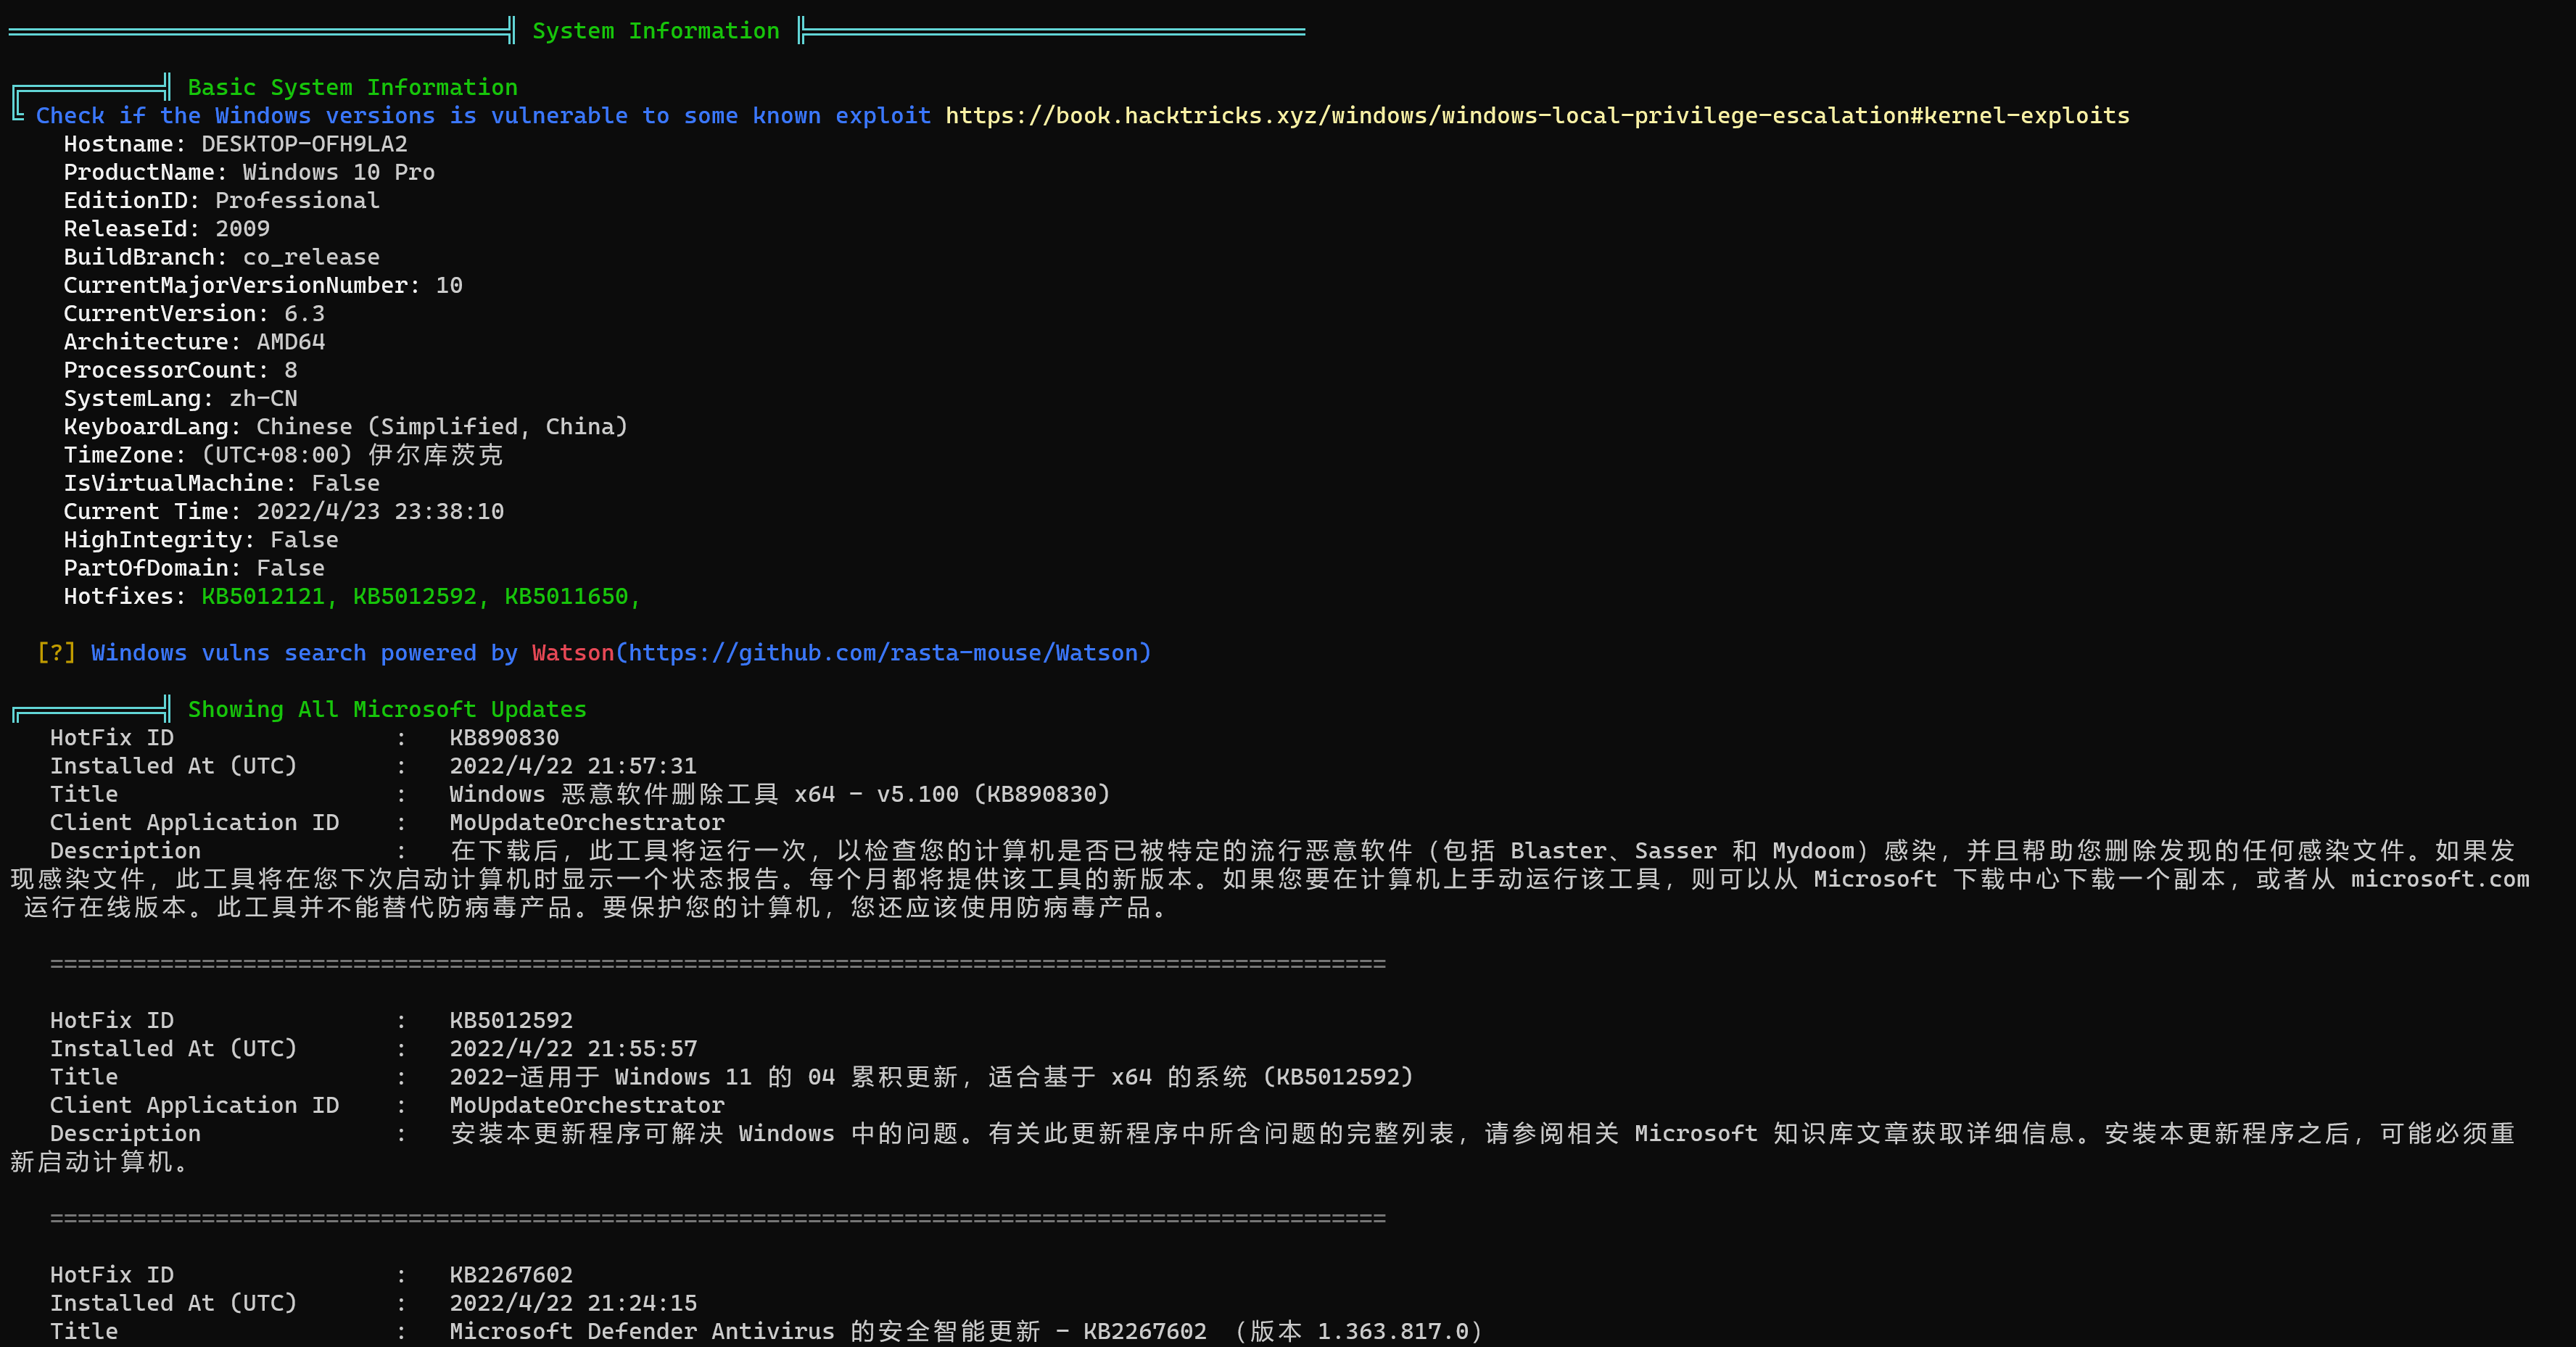 System Information
Basic System Information
Check if the Windows versions is vulnerable to some known exploit https://book.hacktricks.xyz/windows/windows-local-privilege-escalation#kernel-exploits
Hostname: DESKTOP-OFH9LA2
ProductName: Windows 10 Pro
EditionID: Professional
ReleaseId: 2009
BuildBranch: co_release
CurrentMajorVersionNumber: 10
CurrentVersion: 6.3
Architecture: AMD64
ProcessorCount: 8
SystemLang: zh-CN
KeyboardLang: Chinese (Simplified, China)
TimeZone: (UTC+08:00) 伊尔库茨克
IsVirtualMachine: False
Current Time: 2022/4/23 23:38:10
HighIntegrity: False
PartOfDomain: False
Hotfixes: KB5012121, KB5012592, KB5011650,
[?] Windows vulns search powered by Watson(https://github.com/rasta-mouse/Watson)
Showing All Microsoft Updates
HotFix ID : KB890830
Installed At (UTC) : 2022/4/22 21:57:31
Title : Windows 恶意软件删除工具 x64 - v5.100 (KB890830)
Client Application ID : MoUpdateOrchestrator
Description : 在下载后，此工具将运行一次，以检查您的计算机是否已被特定的流行恶意软件（包括 Blaster、Sasser 和 Mydoom）感染，并且帮助您删除发现的任何感染文件。如果发
现感染文件，此工具将在您下次启动计算机时显示一个状态报告。每个月都将提供该工具的新版本。如果您要在计算机上手动运行该工具，则可以从 Microsoft 下载中心下载一个副本，或者从 microsoft.com
运行在线版本。此工具并不能替代防病毒产品。要保护您的计算机，您还应该使用防病毒产品。
=================================================================================================
HotFix ID : KB5012592
Installed At (UTC) : 2022/4/22 21:55:57
Title : 2022-适用于 Windows 11 的 04 累积更新，适合基于 x64 的系统 (KB5012592)
Client Application ID : MoUpdateOrchestrator
Description : 安装本更新程序可解决 Windows 中的问题。有关此更新程序中所含问题的完整列表，请参阅相关 Microsoft 知识库文章获取详细信息。安装本更新程序之后，可能必须重
新启动计算机。
=================================================================================================
HotFix ID : KB2267602
Installed At (UTC) : 2022/4/22 21:24:15
Title : Microsoft Defender Antivirus 的安全智能更新 - KB2267602 （版本 1.363.817.0）